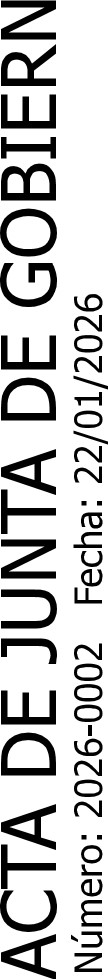 ACTA DE JUNTA DE GOBIERN
Número: 2026-0002 Fecha: 22/01/2026